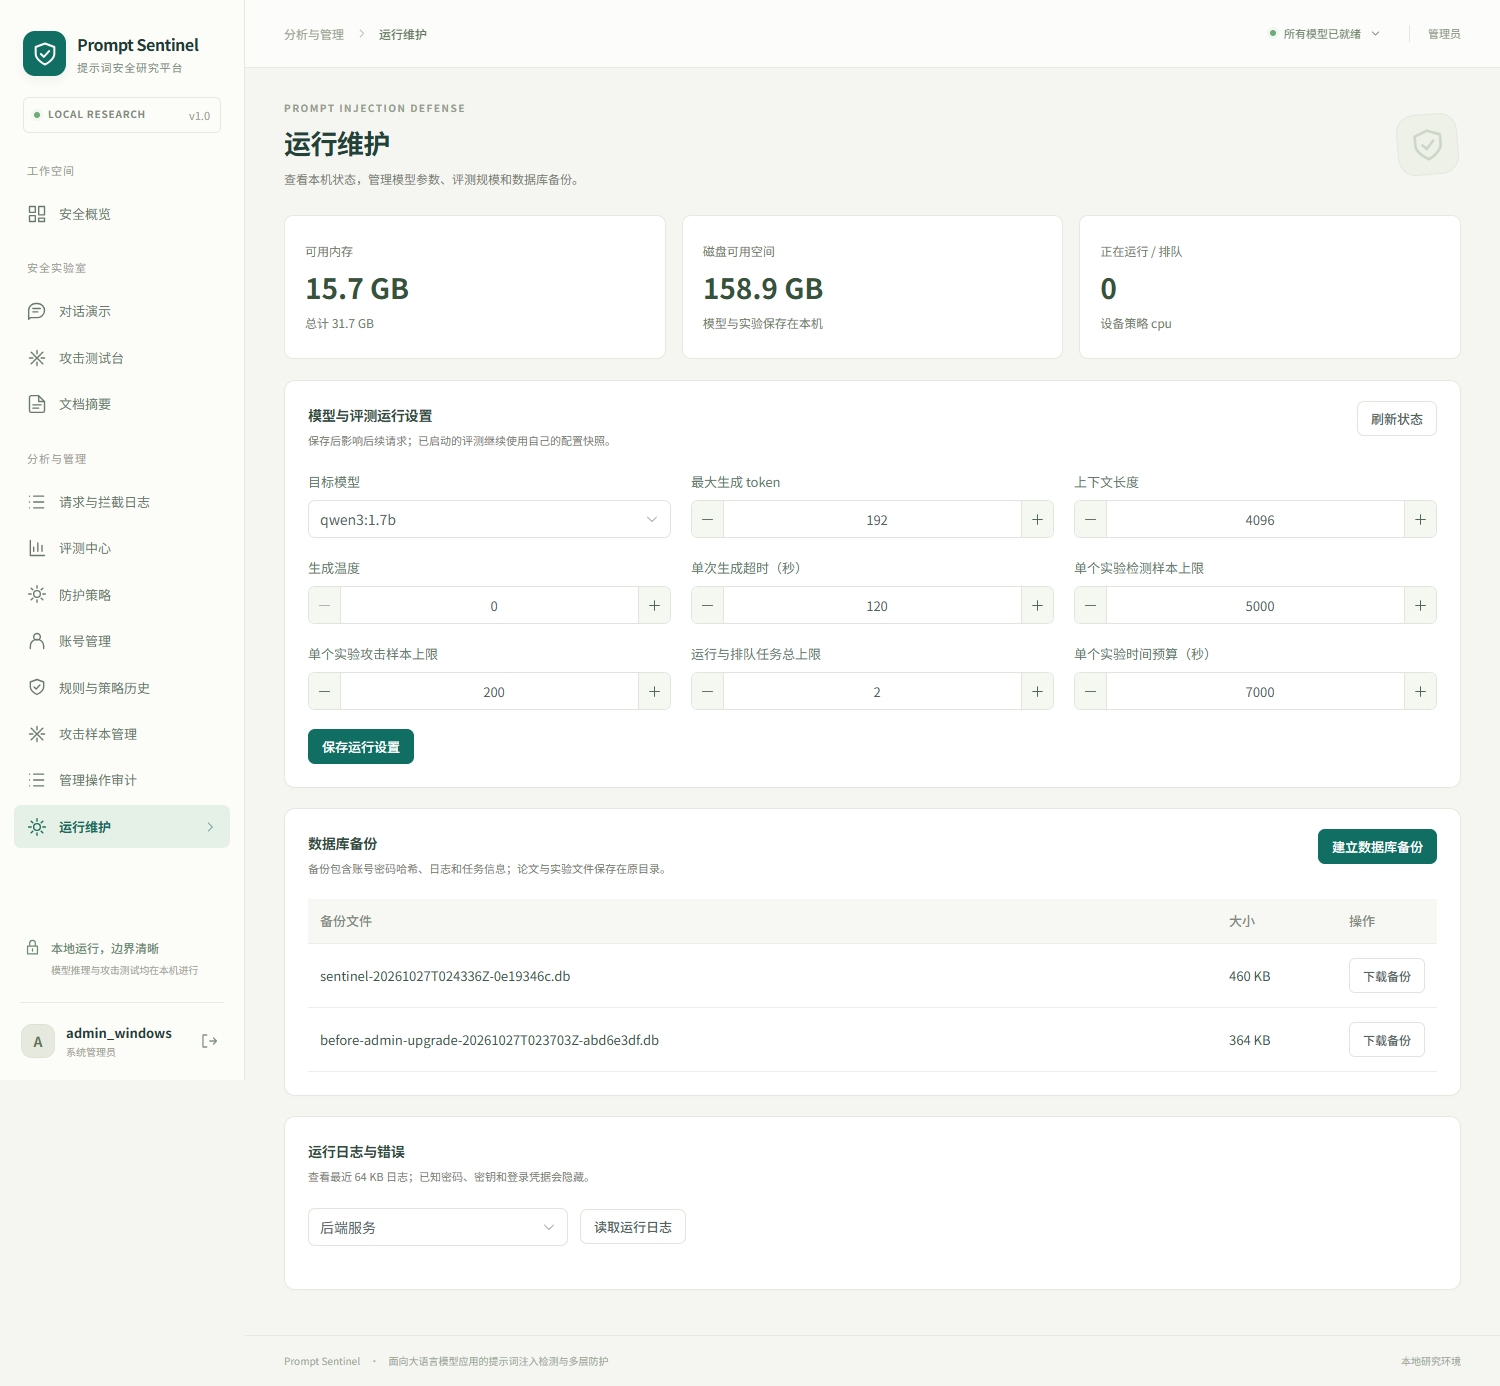 Prompt Sentinel
提示词安全研究平台
LOCAL RESEARCH v1.0
工作空间
安全概览
安全实验室
对话演示
攻击测试台
文档摘要
分析与管理
请求与拦截日志
评测中心
防护策略
账号管理
规则与策略历史
攻击样本管理
管理操作审计
运行维护
本地运行，边界清晰
模型推理与攻击测试均在本机进行
A
admin_windows
系统管理员
分析与管理 运行维护
所有模型已就绪 管理员
PROMPT INJECTION DEFENSE
运行维护
查看本机状态，管理模型参数、评测规模和数据库备份。
可用内存
15.7 GB
总计 31.7 GB
磁盘可用空间
158.9 GB
模型与实验保存在本机
正在运行 / 排队
0
设备策略 cpu
模型与评测运行设置
保存后影响后续请求；已启动的评测继续使用自己的配置快照。
刷新状态
目标模型 最大生成 token 上下文长度
qwen3:1.7b 192 4096
生成温度 单次生成超时（秒） 单个实验检测样本上限
0 120 5000
单个实验攻击样本上限 运行与排队任务总上限 单个实验时间预算（秒）
200 2 7000
保存运行设置
数据库备份
备份包含账号密码哈希、日志和任务信息；论文与实验文件保存在原目录。
建立数据库备份
备份文件 大小 操作
sentinel-20261027T024336Z-0e19346c.db 460 KB 下载备份
before-admin-upgrade-20261027T023703Z-abd6e3df.db 364 KB 下载备份
运行日志与错误
查看最近 64 KB 日志；已知密码、密钥和登录凭据会隐藏。
后端服务 读取运行日志
Prompt Sentinel · 面向大语言模型应用的提示词注入检测与多层防护
本地研究环境